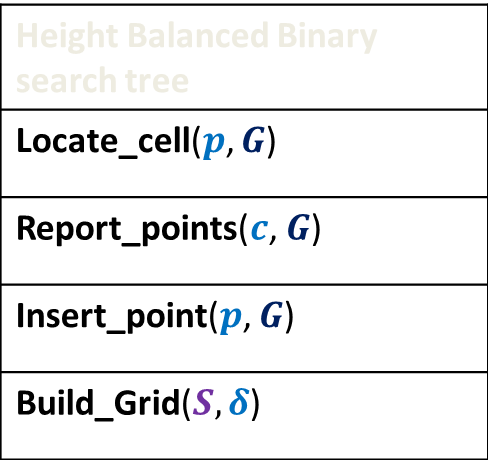 Height Balanced Binary
search tree
Locate_cell(p, G)
Report_points(c, G)
Insert_point(p, G)
Build_Grid(S, δ)